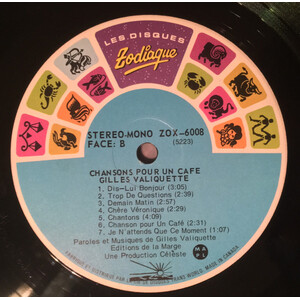 LES DISQUES
Zodiaque
STEREO-MONO ZOX-6008
FACE: B (5223)
CHANSONS POUR UN CAFE
GILLES VALIQUETTE
1. Dis-Lui Bonjour (3:05)
2. Trop De Questions (2:39)
3. Demain Matin (2:57)
4. Chère Véronique (2:29)
5. Chantons (4:09)
6. Chanson Pour Un Café (2:31)
7. Je N'attends Que Ce Moment (2:71)
Paroles et Musiques de Gilles Valiquette
Editions de la Marge
Une Production Céleste
MAPL